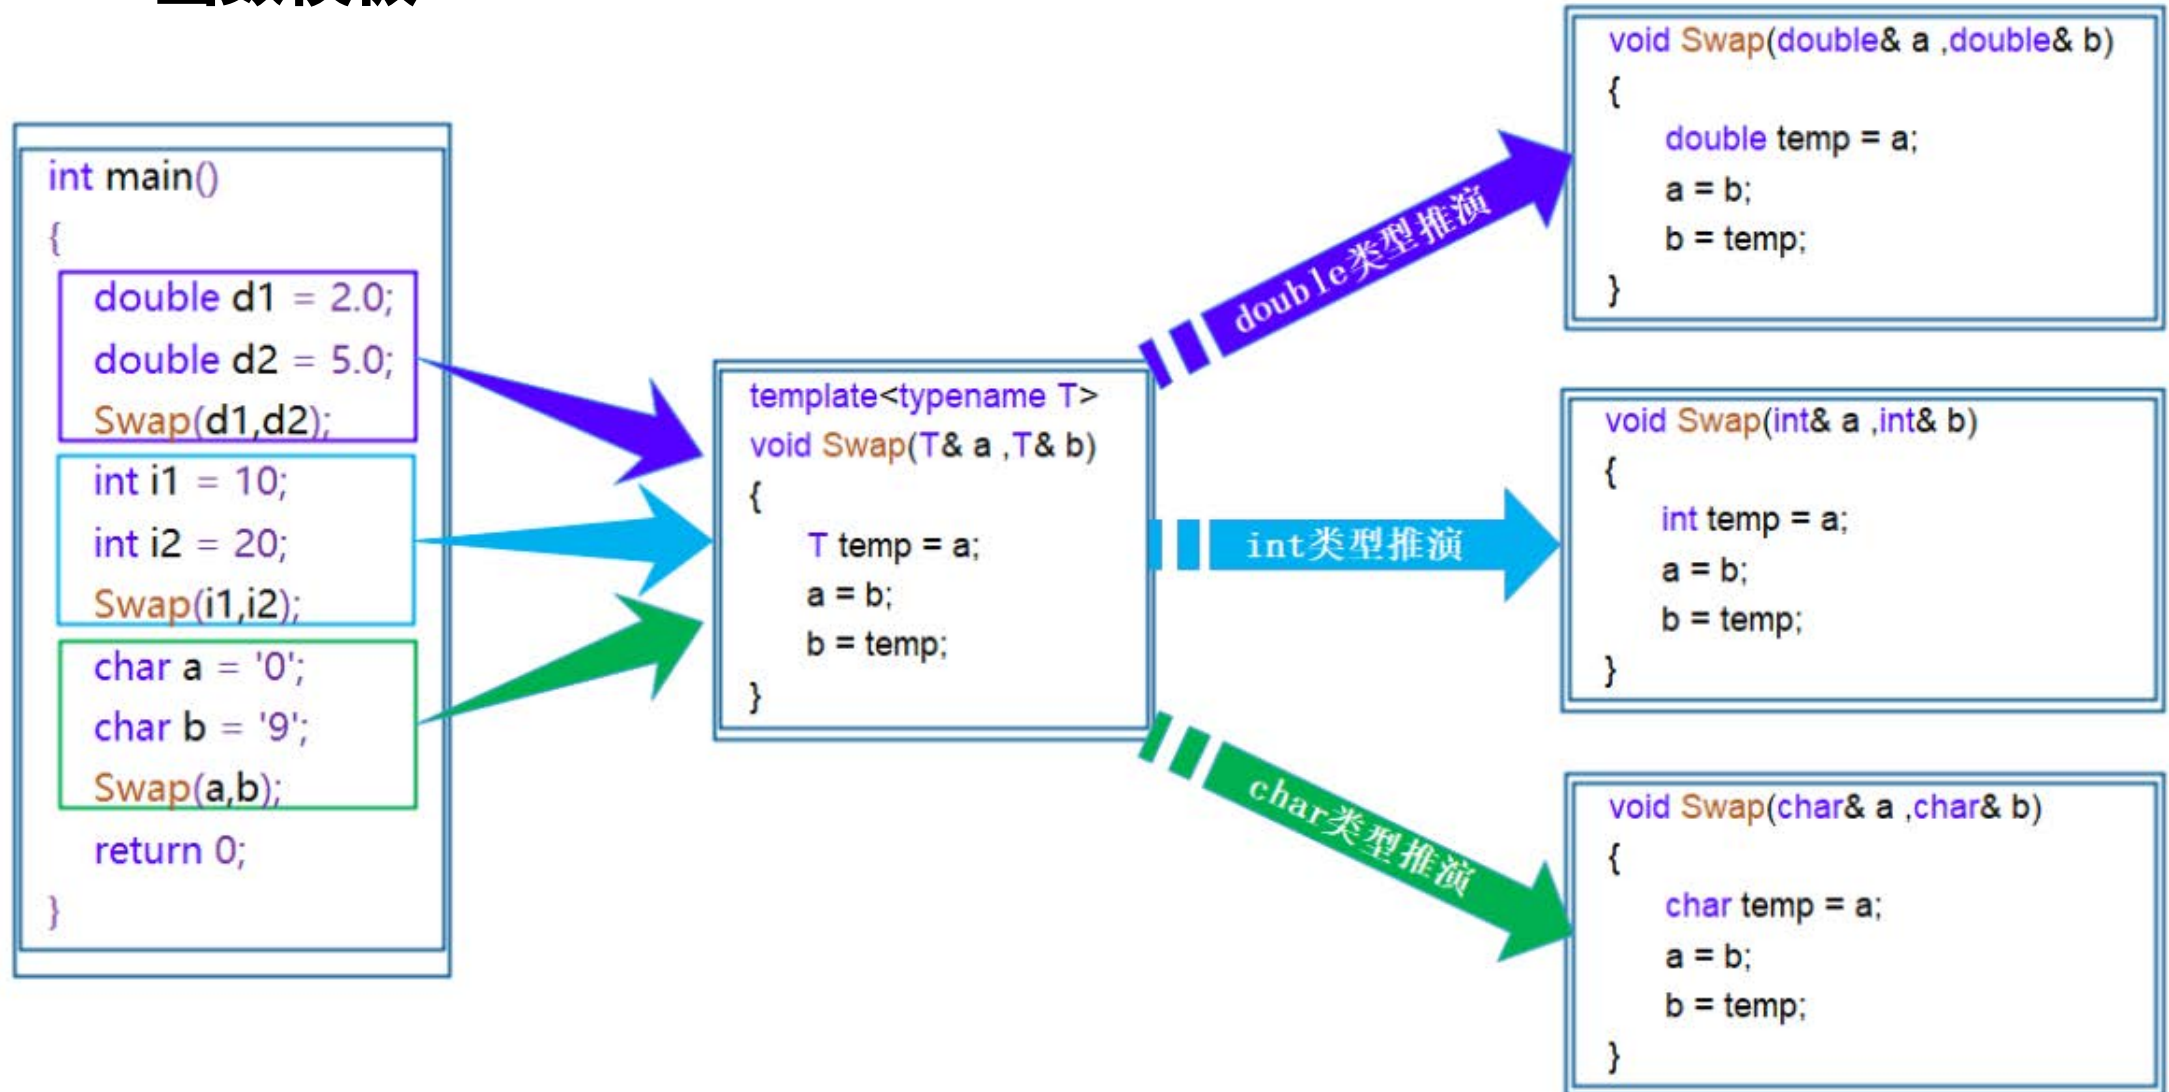 int main()
{
double d1 = 2.0;
double d2 = 5.0;
Swap(d1,d2);
int i1 = 10;
int i2 = 20;
Swap(i1,i2);
char a = '0';
char b = '9';
Swap(a,b);
return 0;
}
template<typename T>
void Swap(T& a ,T& b)
{
T temp = a;
a = b;
b = temp;
}
double类型推演
int类型推演
char类型推演
void Swap(double& a ,double& b)
{
double temp = a;
a = b;
b = temp;
}
void Swap(int& a ,int& b)
{
int temp = a;
a = b;
b = temp;
}
void Swap(char& a ,char& b)
{
char temp = a;
a = b;
b = temp;
}